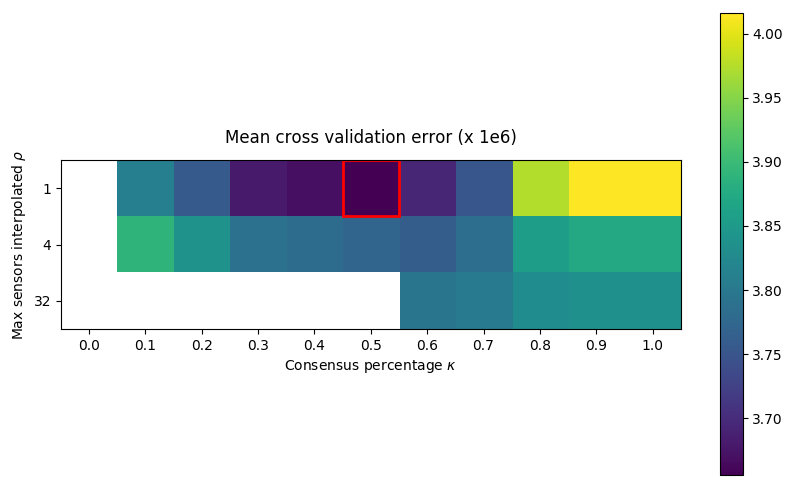 Mean cross validation error (x 1e6)
Max sensors interpolated ρ
1
4
32
0.0 0.1 0.2 0.3 0.4 0.5 0.6 0.7 0.8 0.9 1.0
Consensus percentage κ
4.00
3.95
3.90
3.85
3.80
3.75
3.70